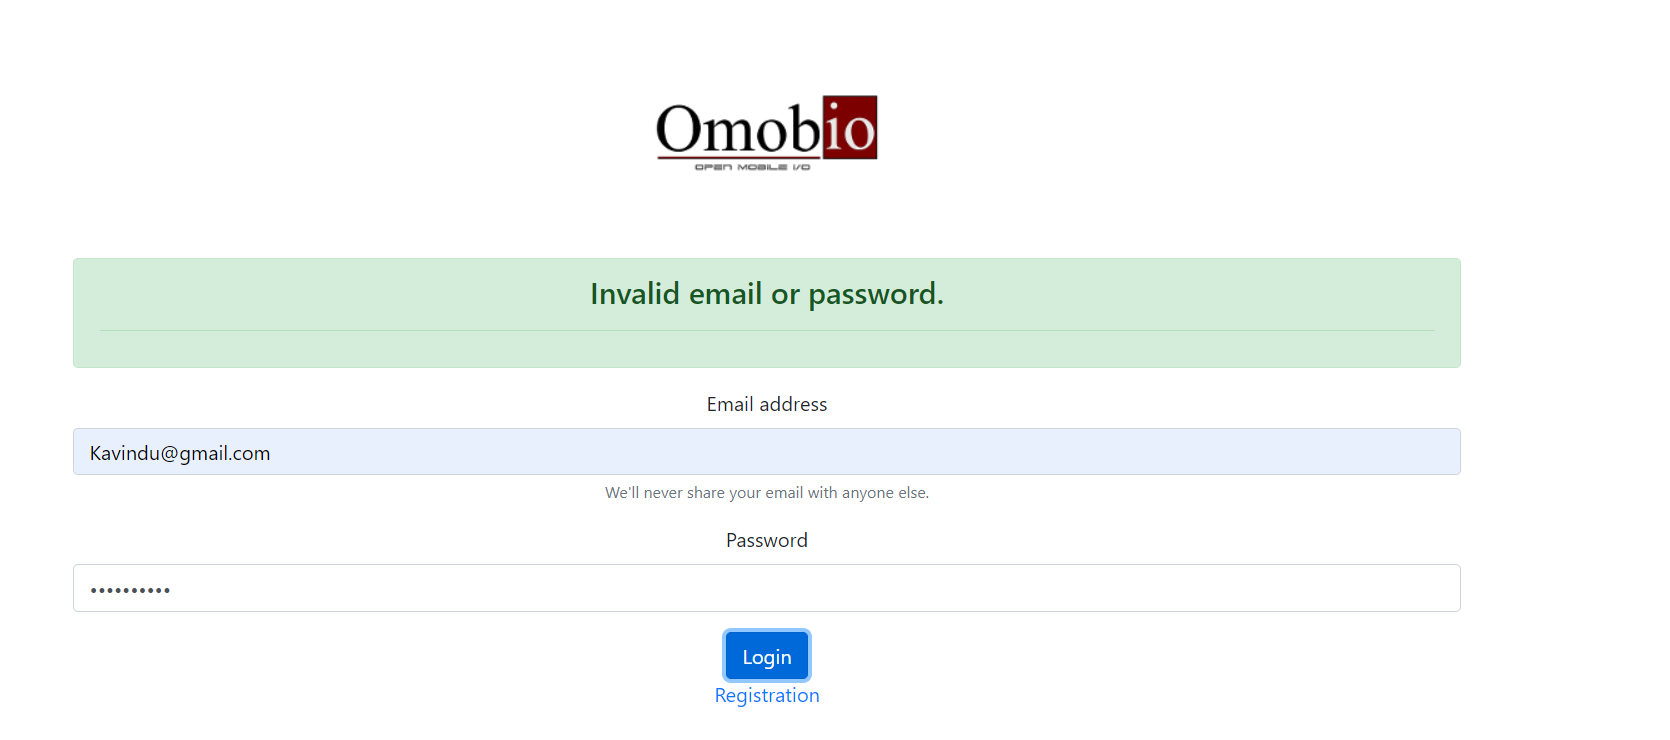 Omobio
OPEN MOBILE I/O
Invalid email or password.
Email address
Kavindu@gmail.com
We'll never share your email with anyone else.
Password
••••••••••
Login
Registration